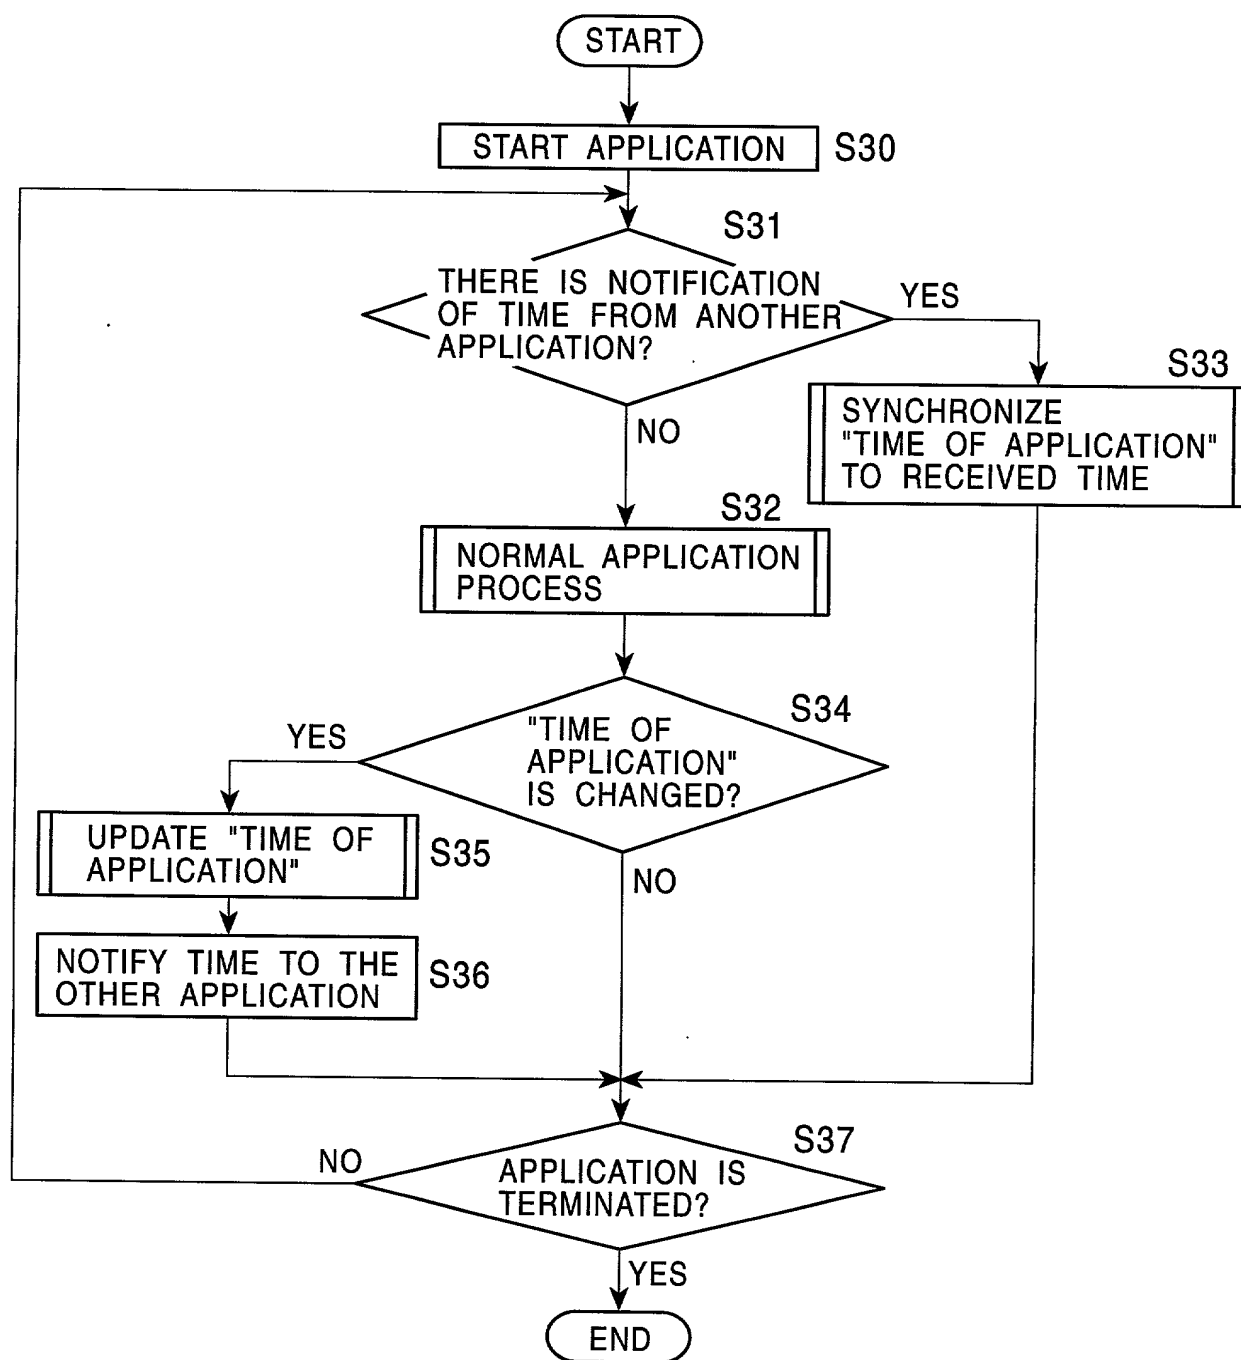 START
START APPLICATION
S30
S31
THERE IS NOTIFICATION
OF TIME FROM ANOTHER
APPLICATION?
YES
NO
S33
SYNCHRONIZE
"TIME OF APPLICATION"
TO RECEIVED TIME
S32
NORMAL APPLICATION
PROCESS
S34
"TIME OF
APPLICATION"
IS CHANGED?
YES
NO
UPDATE "TIME OF
APPLICATION"
S35
NOTIFY TIME TO THE
OTHER APPLICATION
S36
S37
APPLICATION IS
TERMINATED?
NO
YES
END